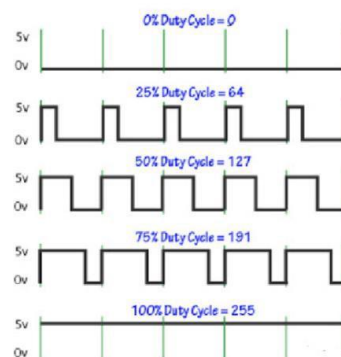 0% Duty Cycle = 0
5v
0v
25% Duty Cycle = 64
5v
0v
50% Duty Cycle = 127
5v
0v
75% Duty Cycle = 191
5v
0v
100% Duty Cycle = 255
5v
0v